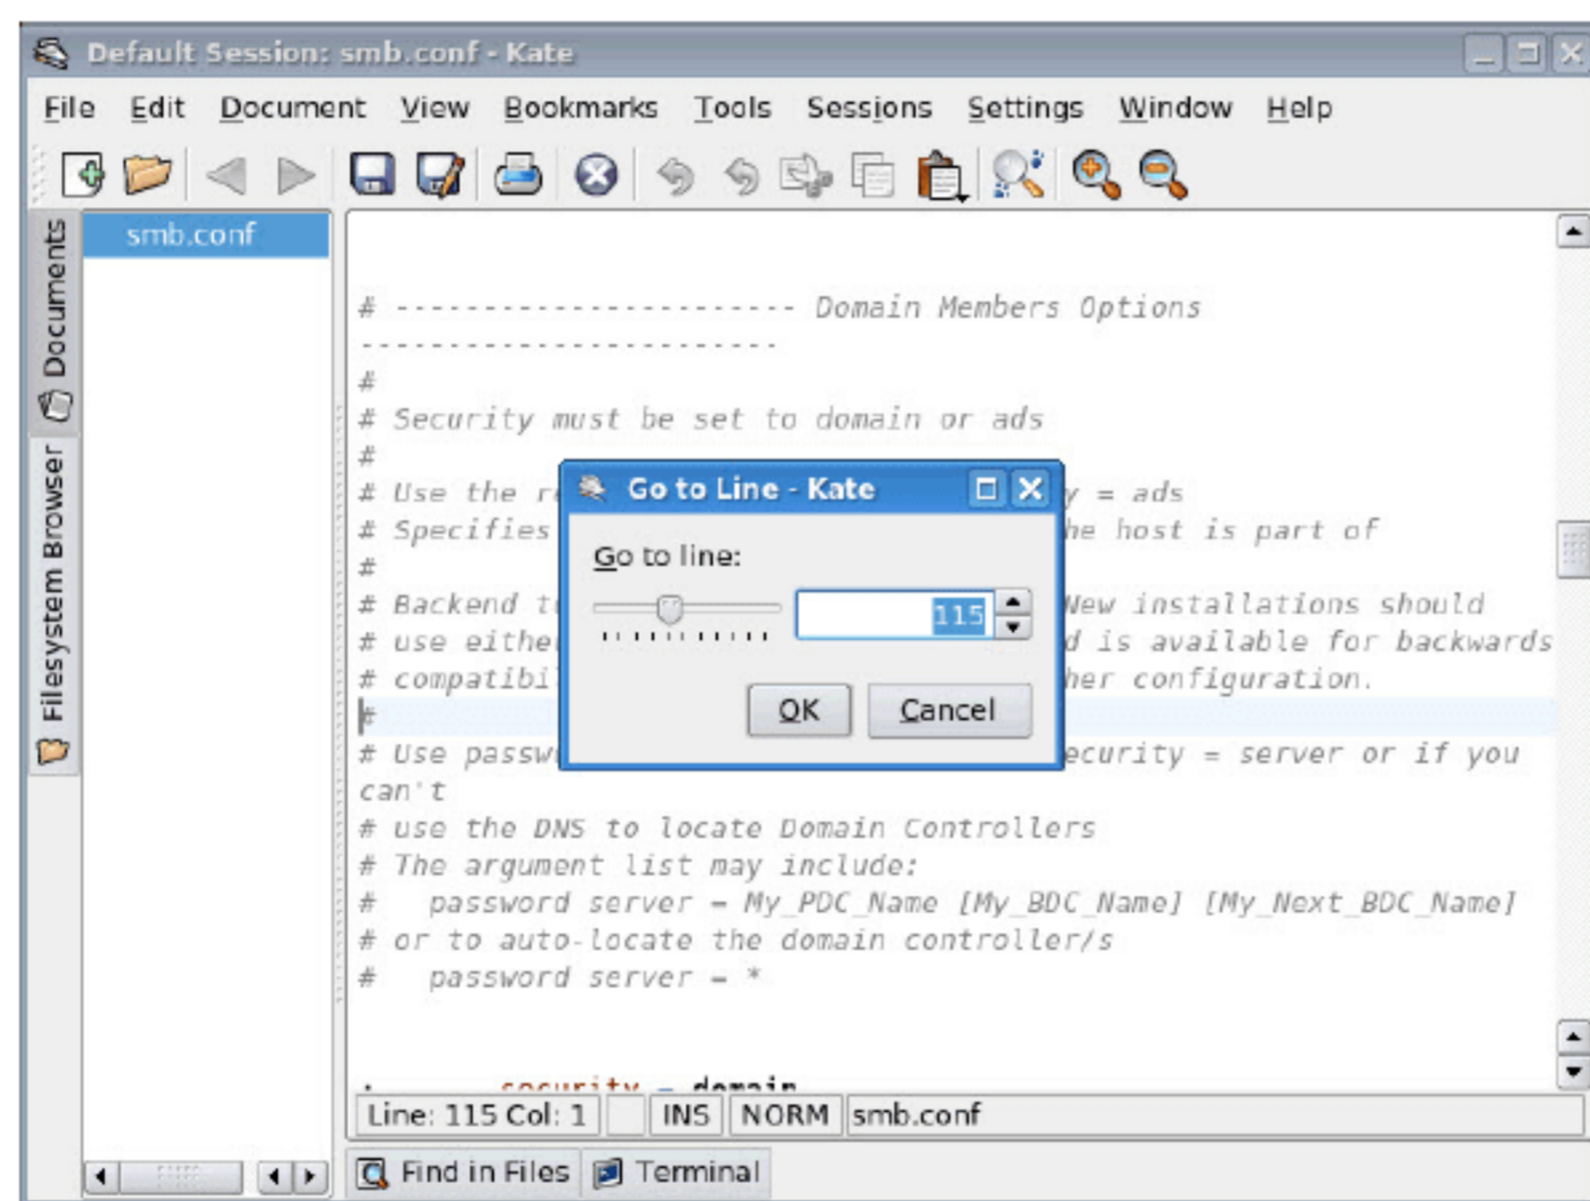 Default Session: smb.conf - Kate
File Edit Document View Bookmarks Tools Sessions Settings Window Help
Documents
Filesystem Browser
smb.conf
# ----------------------- Domain Members Options
------------------------
#
# Security must be set to domain or ads
#
# Use the y = ads
# Specifies he host is part of
#
# Backend New installations should
# use d is available for backwards
# her configuration.
#
# Use ecurity = server or if you
can't
# use the DNS to locate Domain Controllers
# The argument list may include:
#   password server = My_PDC_Name [My_BDC_Name] [My_Next_BDC_Name]
# or to auto-locate the domain controller/s
#   password server = *
; security = domain
Go to Line - Kate
Go to line:
115
OK Cancel
Line: 115 Col: 1 INS NORM smb.conf
Find in Files Terminal